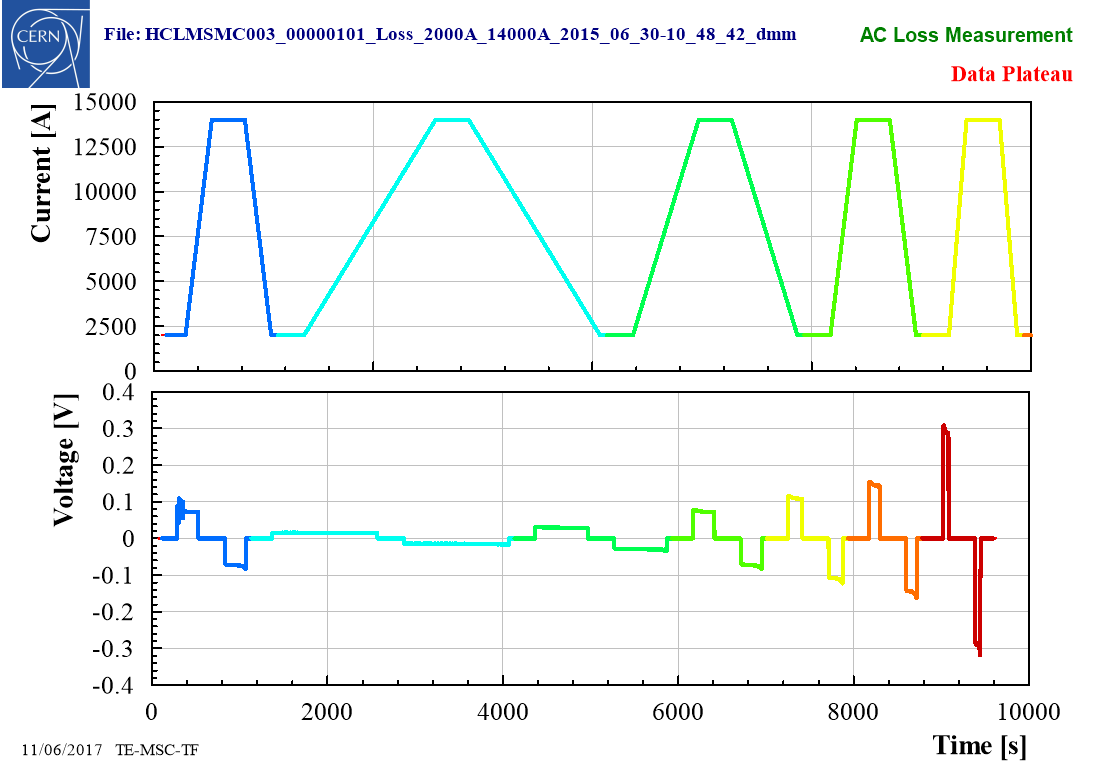 CERN
File: HCLMSMC003_00000101_Loss_2000A_14000A_2015_06_30-10_48_42_dmm
AC Loss Measurement
Data Plateau
Current [A]
15000
12500
10000
7500
5000
2500
0
Voltage [V]
0.4
0.3
0.2
0.1
0
-0.1
-0.2
-0.3
-0.4
0 2000 4000 6000 8000 10000
Time [s]
11/06/2017 TE-MSC-TF